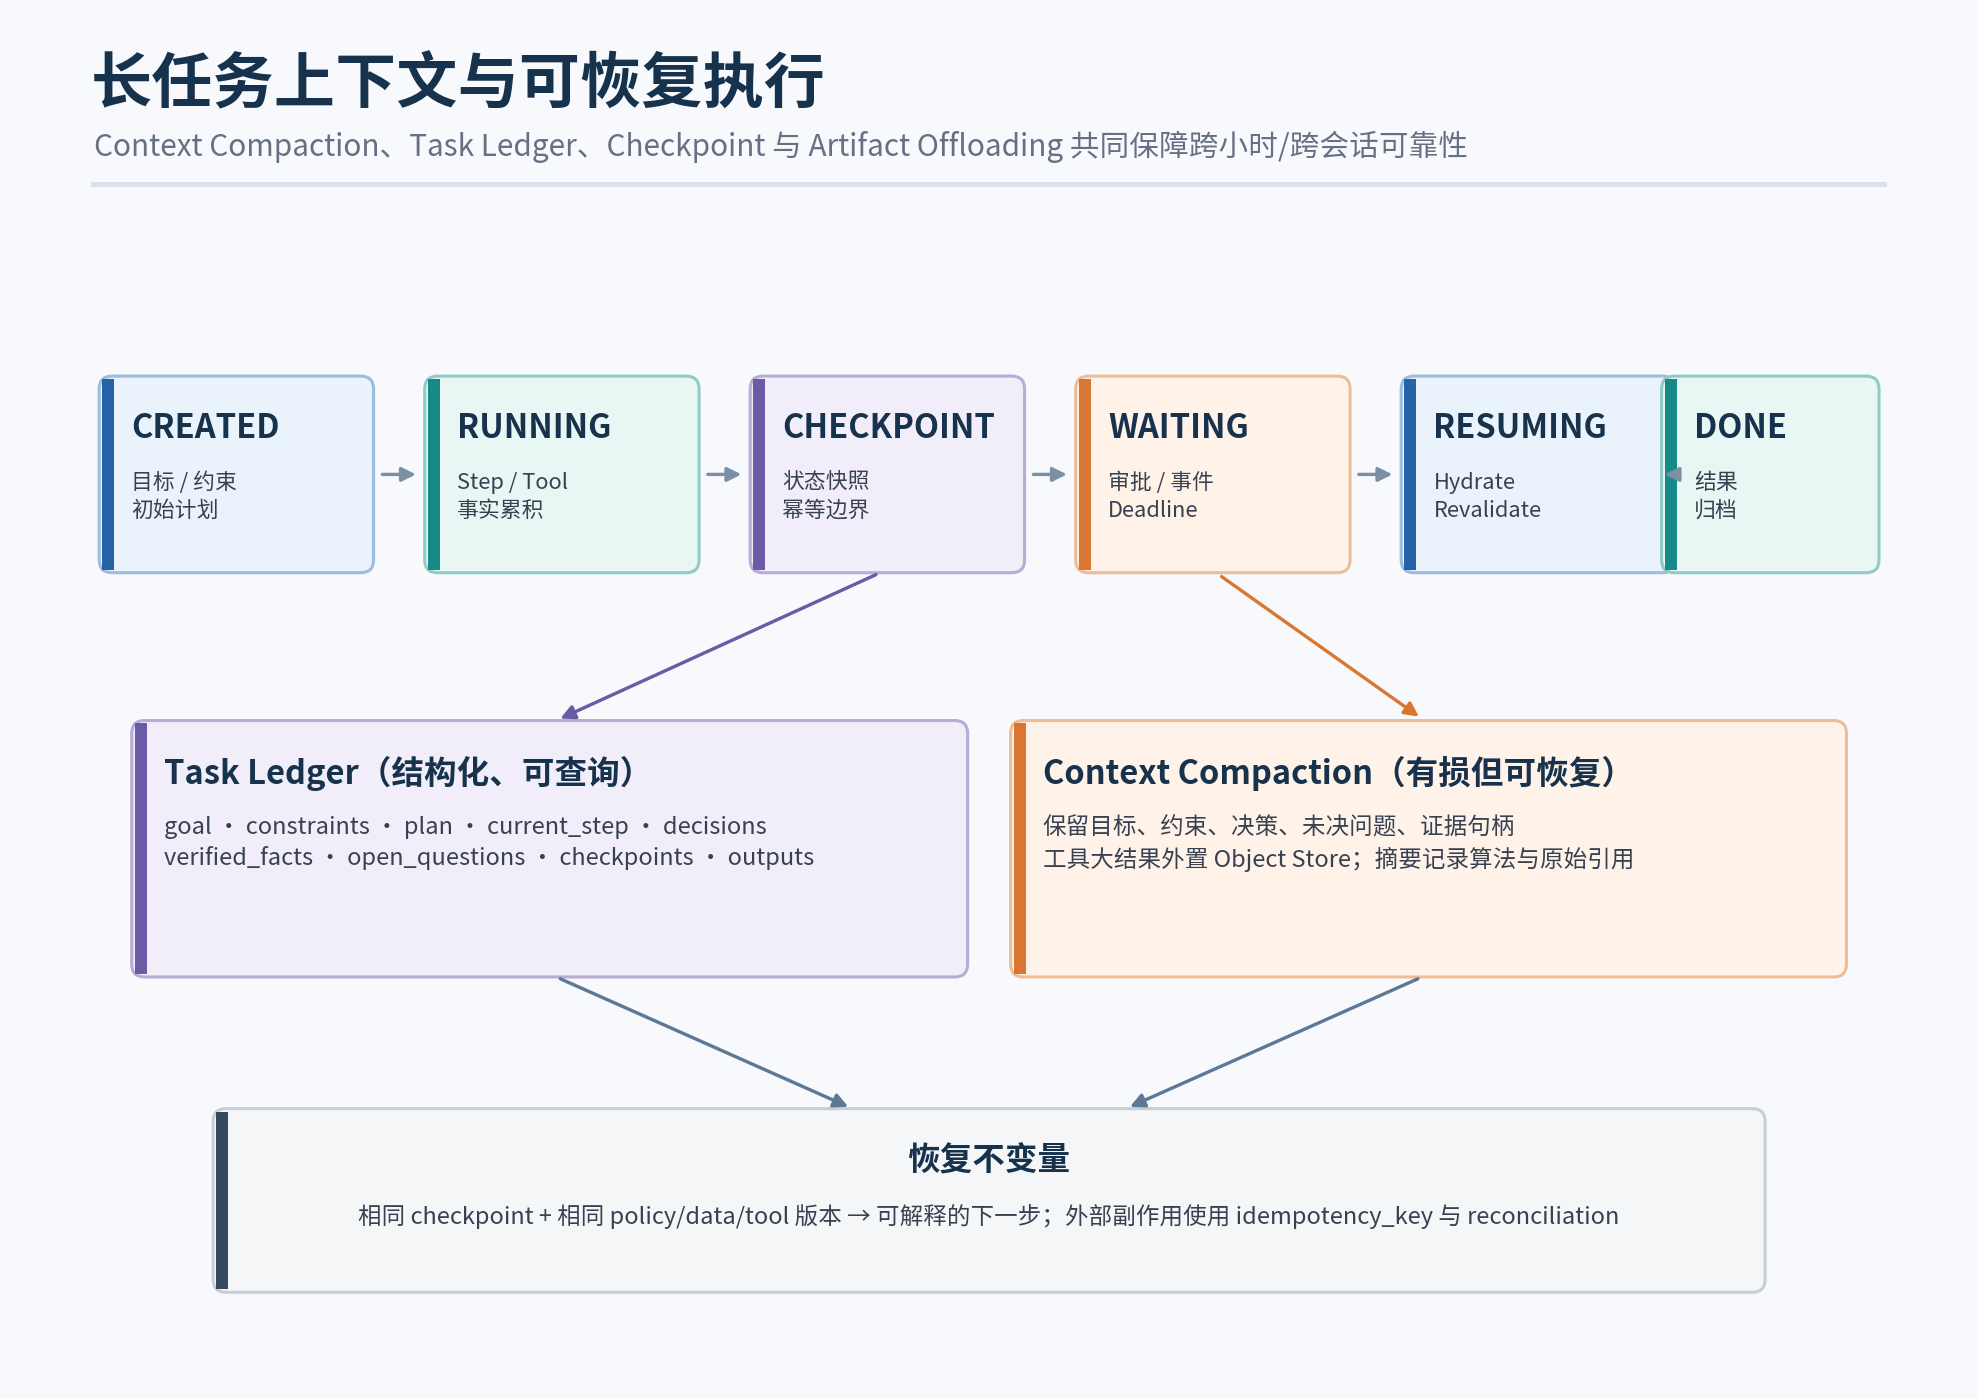 长任务上下文与可恢复执行
Context Compaction、Task Ledger、Checkpoint 与 Artifact Offloading 共同保障跨小时/跨会话可靠性
CREATED
目标 / 约束
初始计划
RUNNING
Step / Tool
事实累积
CHECKPOINT
状态快照
幂等边界
WAITING
审批 / 事件
Deadline
RESUMING
Hydrate
Revalidate
DONE
结果
归档
Task Ledger（结构化、可查询）
goal · constraints · plan · current_step · decisions
verified_facts · open_questions · checkpoints · outputs
Context Compaction（有损但可恢复）
保留目标、约束、决策、未决问题、证据句柄
工具大结果外置 Object Store；摘要记录算法与原始引用
恢复不变量
相同 checkpoint + 相同 policy/data/tool 版本 → 可解释的下一步；外部副作用使用 idempotency_key 与 reconciliation